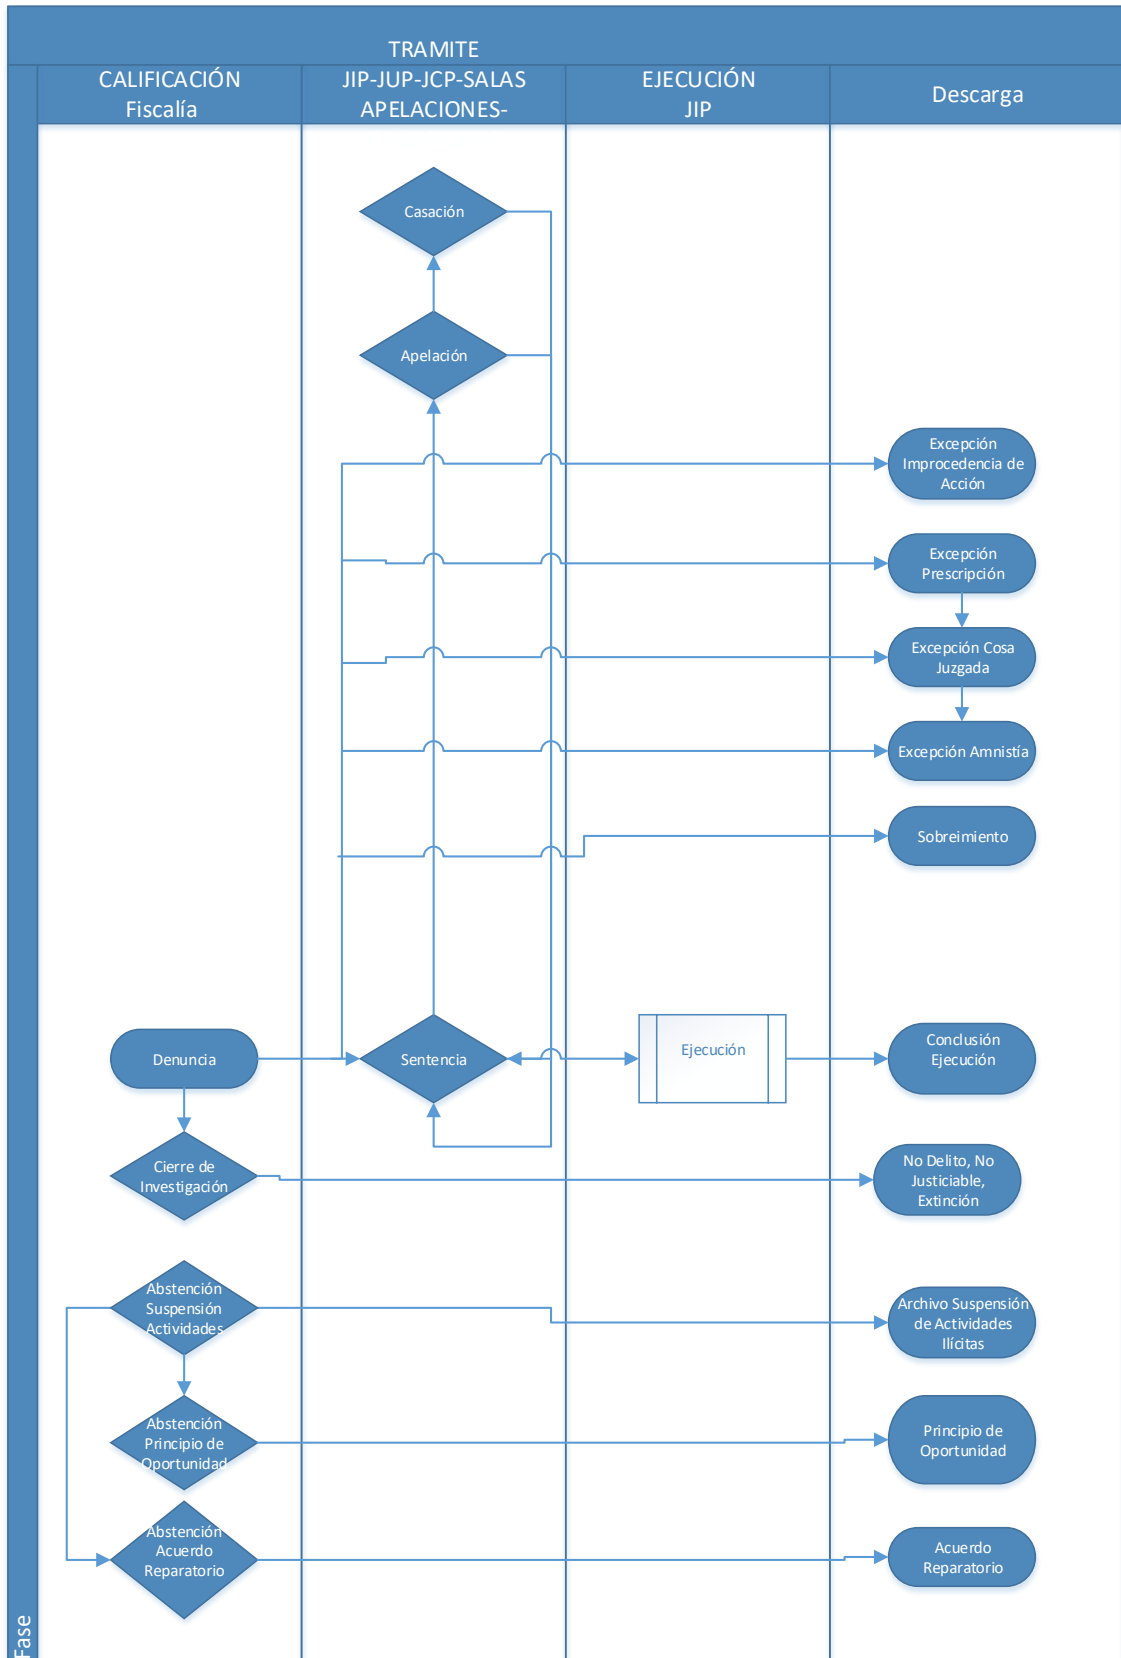 TRAMITE
CALIFICACIÓN
Fiscalía
JIP-JUP-JCP-SALAS
APELACIONES-
EJECUCIÓN
JIP
Descarga
Casación
Apelación
Excepción
Improcedencia de
Acción
Excepción
Prescripción
Excepción Cosa
Juzgada
Excepción Amnistía
Sobreimiento
Denuncia
Sentencia
Ejecución
Conclusión
Ejecución
Cierre de
Investigación
No Delito, No
Justiciable,
Extinción
Abstención
Suspensión
Actividades
Archivo Suspensión
de Actividades
Ilícitas
Abstención
Principio de
Oportunidad
Principio de
Oportunidad
Abstención
Acuerdo
Reparatorio
Acuerdo
Reparatorio
Fase